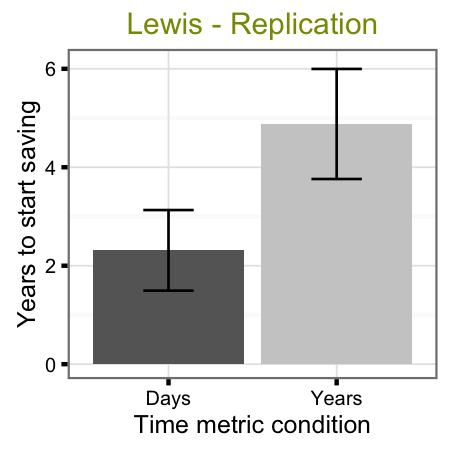 Lewis - Replication
Years to start saving
6
4
2
0
Days Years
Time metric condition